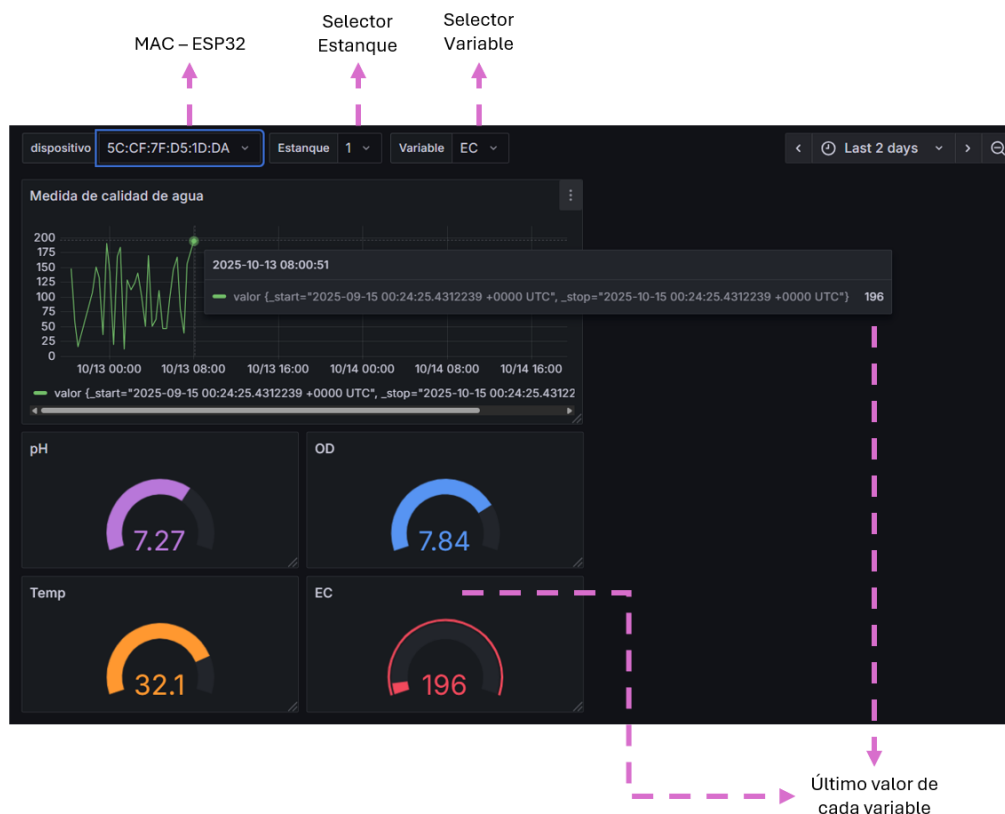 MAC – ESP32
Selector
Estanque
Selector
Variable
dispositivo 5C:CF:7F:D5:1D:DA Estanque 1 Variable EC Last 2 days
Medida de calidad de agua
200
175
150
125
100
75
50
25
0
10/13 00:00 10/13 08:00 10/13 16:00 10/14 00:00 10/14 08:00 10/14 16:00
2025-10-13 08:00:51
valor {_start="2025-09-15 00:24:25.4312239 +0000 UTC", _stop="2025-10-15 00:24:25.4312239 +0000 UTC"} 196
valor {_start="2025-09-15 00:24:25.4312239 +0000 UTC", _stop="2025-10-15 00:24:25.43122
pH
7.27
OD
7.84
Temp
32.1
EC
196
Último valor de
cada variable